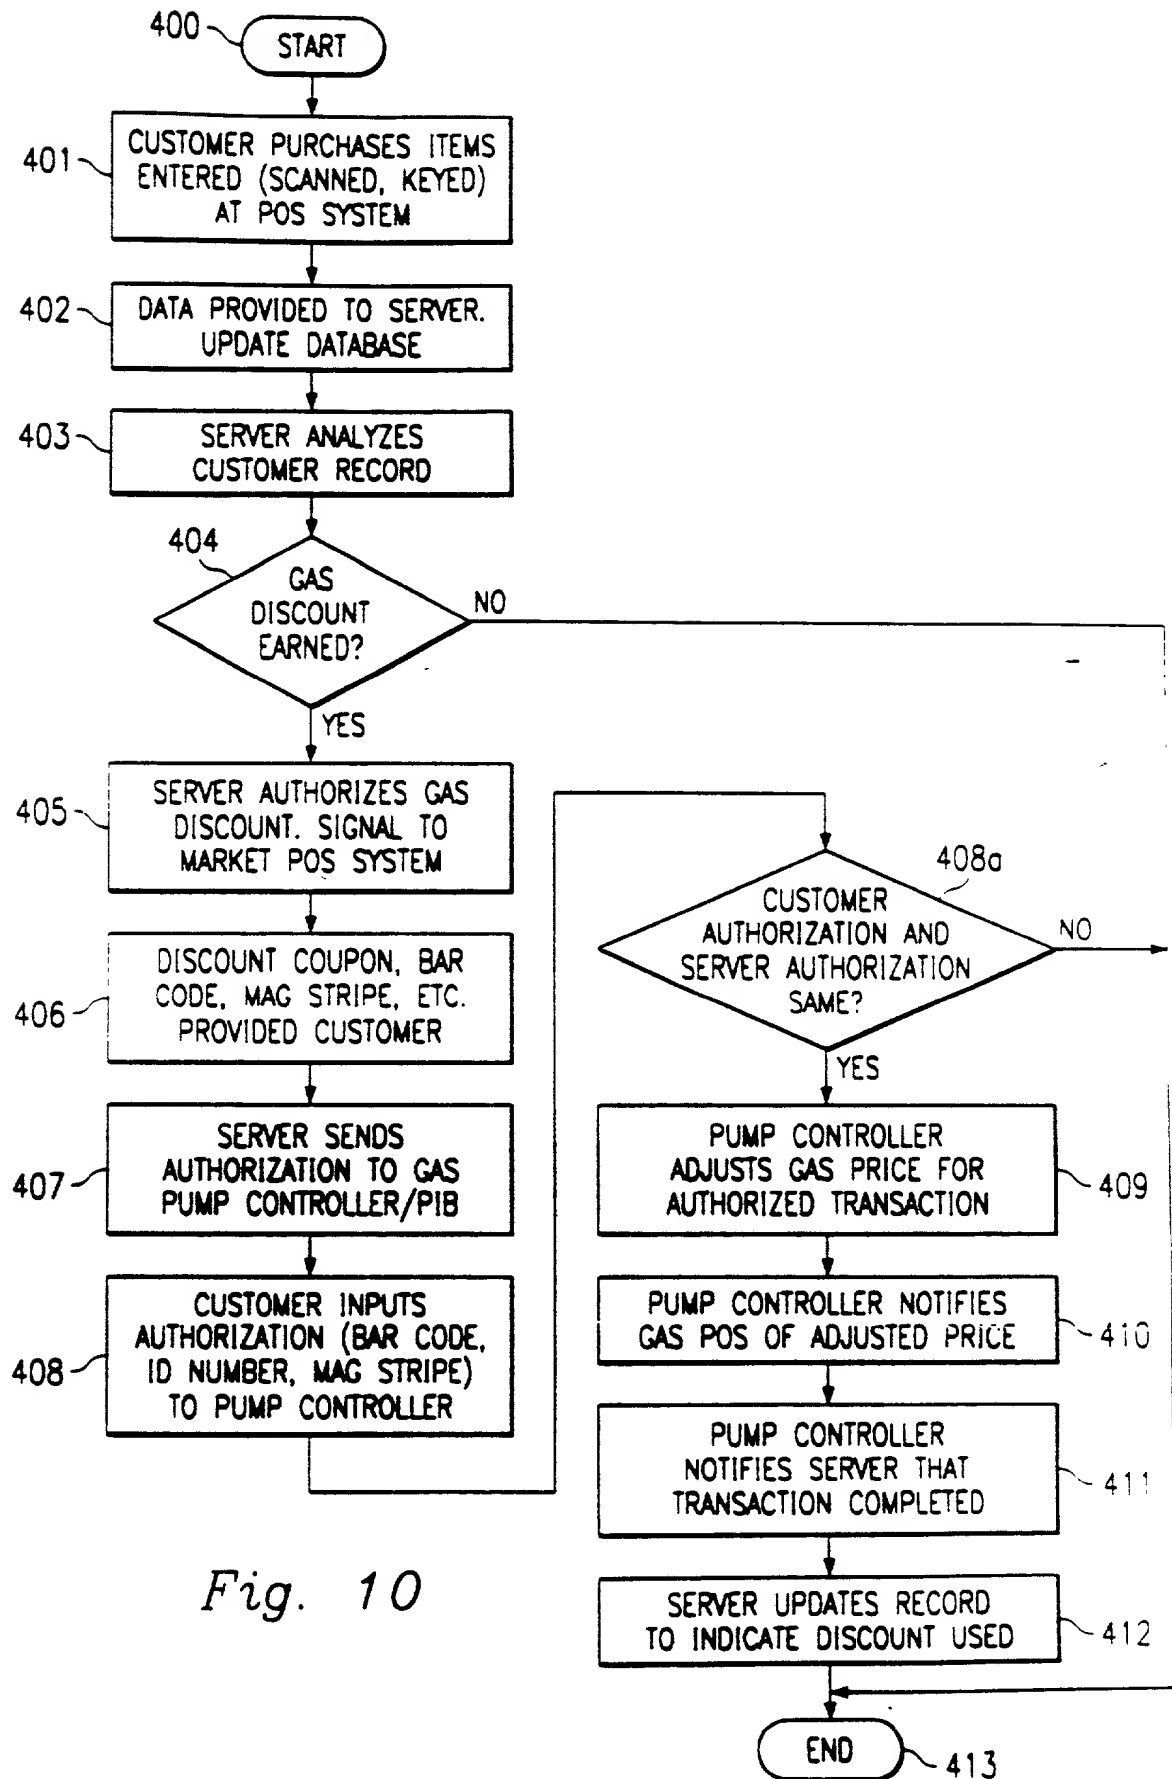 400
START
401
CUSTOMER PURCHASES ITEMS
ENTERED (SCANNED, KEYED)
AT POS SYSTEM
402
DATA PROVIDED TO SERVER.
UPDATE DATABASE
403
SERVER ANALYZES
CUSTOMER RECORD
404
GAS
DISCOUNT
EARNED?
NO
YES
405
SERVER AUTHORIZES GAS
DISCOUNT. SIGNAL TO
MARKET POS SYSTEM
406
DISCOUNT COUPON, BAR
CODE, MAG STRIPE, ETC.
PROVIDED CUSTOMER
407
SERVER SENDS
AUTHORIZATION TO GAS
PUMP CONTROLLER/PIB
408
CUSTOMER INPUTS
AUTHORIZATION (BAR CODE,
ID NUMBER, MAG STRIPE)
TO PUMP CONTROLLER
408a
CUSTOMER
AUTHORIZATION AND
SERVER AUTHORIZATION
SAME?
NO
YES
PUMP CONTROLLER
ADJUSTS GAS PRICE FOR
AUTHORIZED TRANSACTION
409
PUMP CONTROLLER NOTIFIES
GAS POS OF ADJUSTED PRICE
410
PUMP CONTROLLER
NOTIFIES SERVER THAT
TRANSACTION COMPLETED
411
SERVER UPDATES RECORD
TO INDICATE DISCOUNT USED
412
END
413
Fig. 10